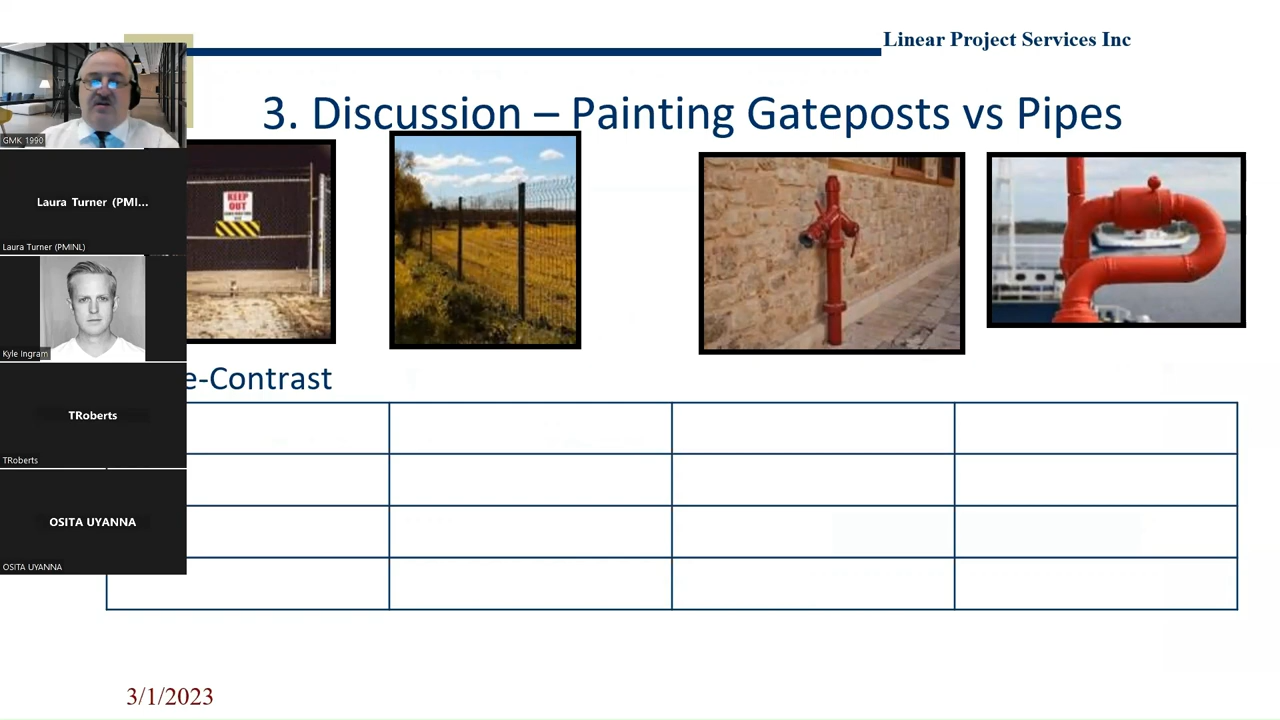 Linear Project Services Inc
3. Discussion – Painting Gateposts vs Pipes
GMK 1990
Laura Turner (PMI...
Laura Turner (PMINL)
Kyle Ingram
TRoberts
TRoberts
OSITA UYANNA
OSITA UYANNA
KEEP
OUT
e-Contrast
3/1/2023